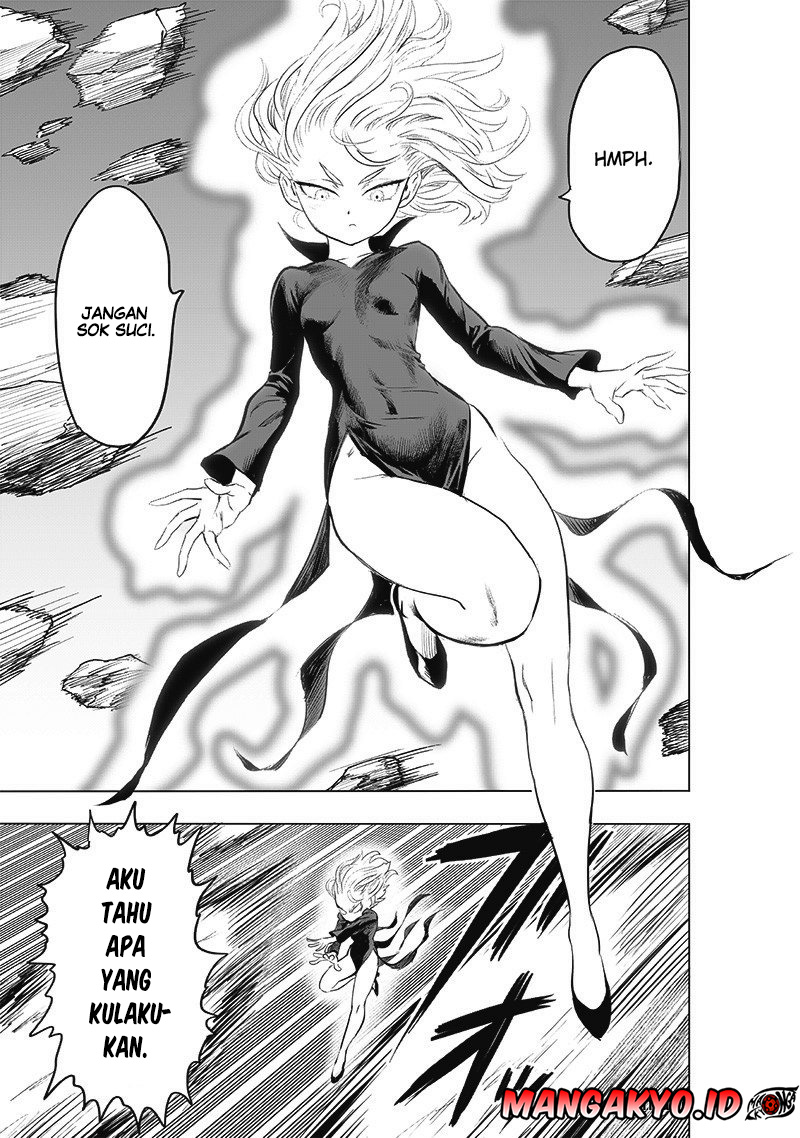 HMPH.
JANGAN
SOK SUCI.
AKU
TAHU
APA
YANG
KULAKU-
KAN.
MANGAKYO.ID